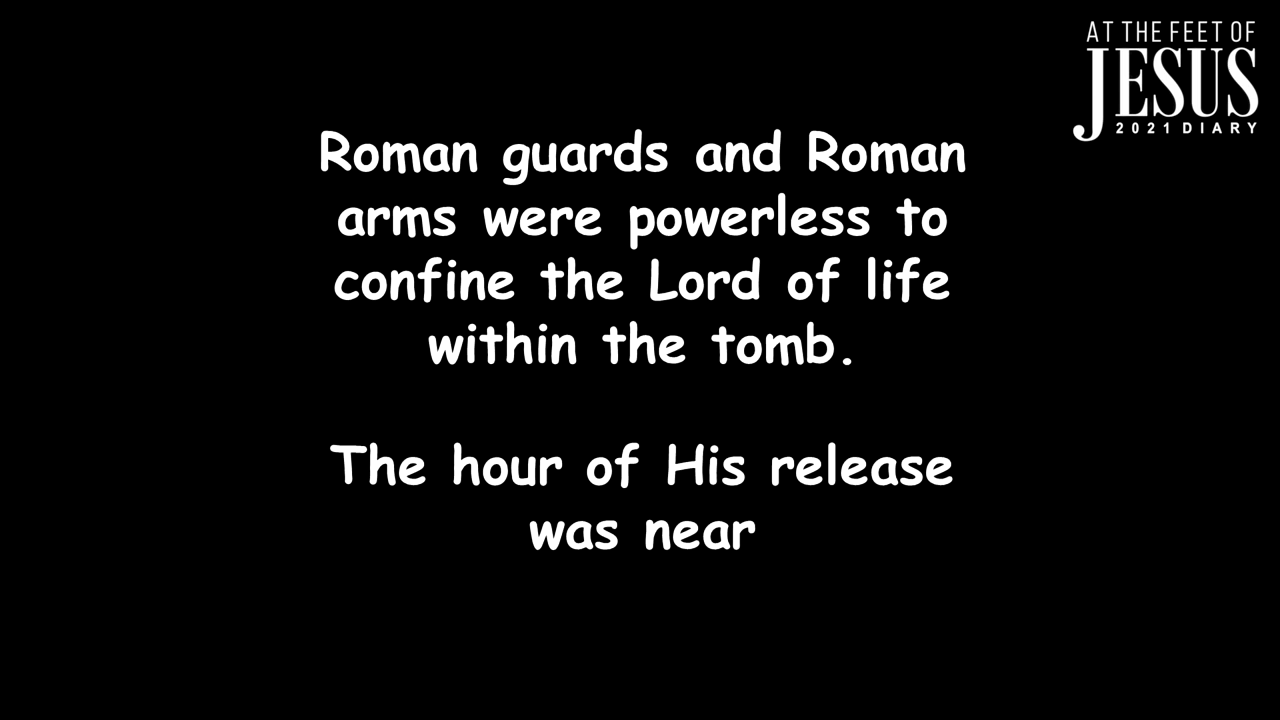 AT THE FEET OF
JESUS
2021 DIARY
Roman guards and Roman
arms were powerless to
confine the Lord of life
within the tomb.
The hour of His release
was near